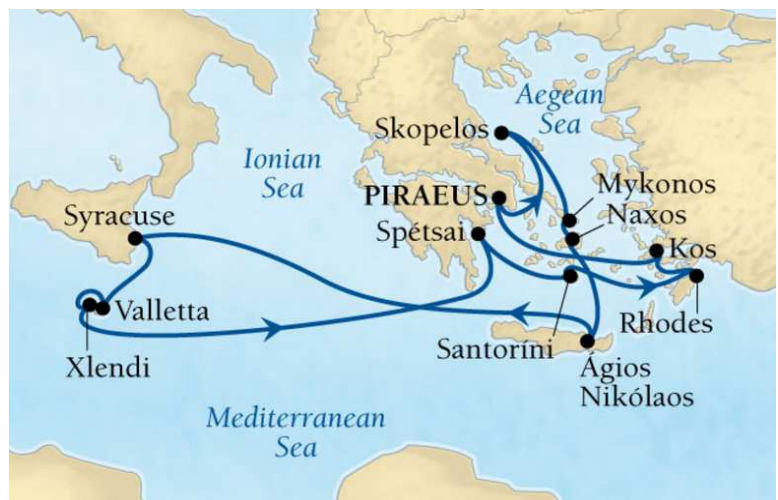 Aegean
Sea
Skopelos
Ionian
Sea
PIRAEUS
Mykonos
Naxos
Syracuse
Spétsai
Kos
Valletta
Rhodes
Santoríni
Xlendi
Ágios
Nikólaos
Mediterranean
Sea